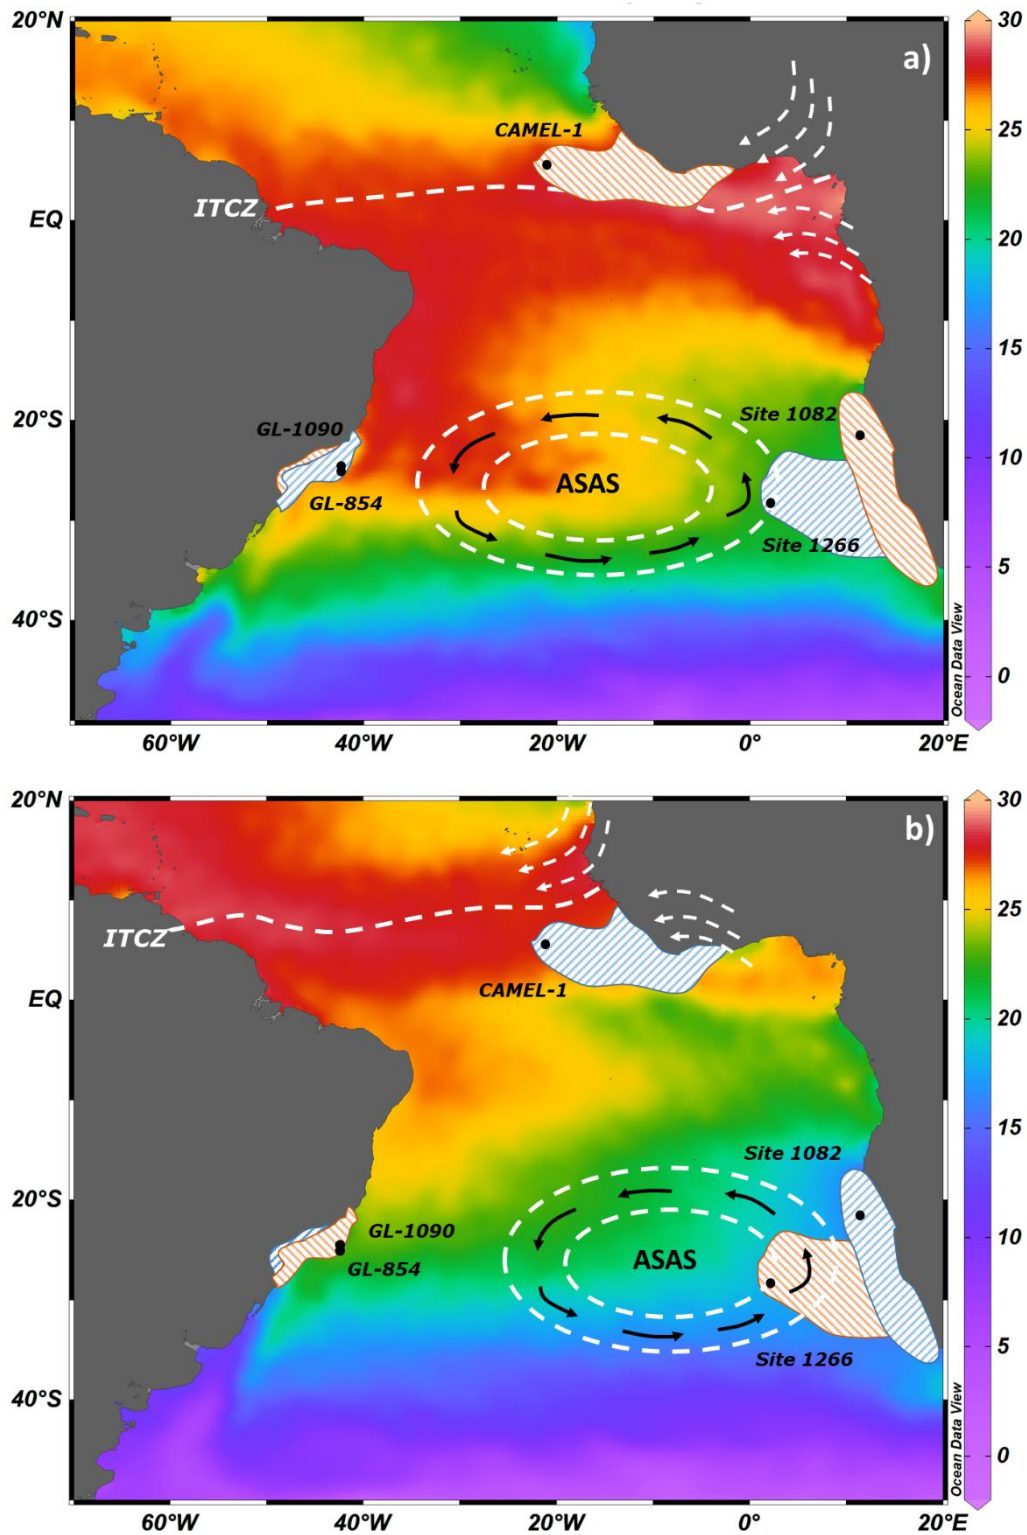 20°N
a)
CAMEL-1
ITCZ
EQ
20°S
GL-1090
Site 1082
ASAS
GL-854
Site 1266
40°S
60°W 40°W 20°W 0° 20°E
30
25
20
15
10
5
0
Ocean Data View
20°N
b)
ITCZ
CAMEL-1
EQ
Site 1082
20°S
GL-1090
GL-854
ASAS
Site 1266
40°S
60°W 40°W 20°W 0° 20°E
30
25
20
15
10
5
0
Ocean Data View